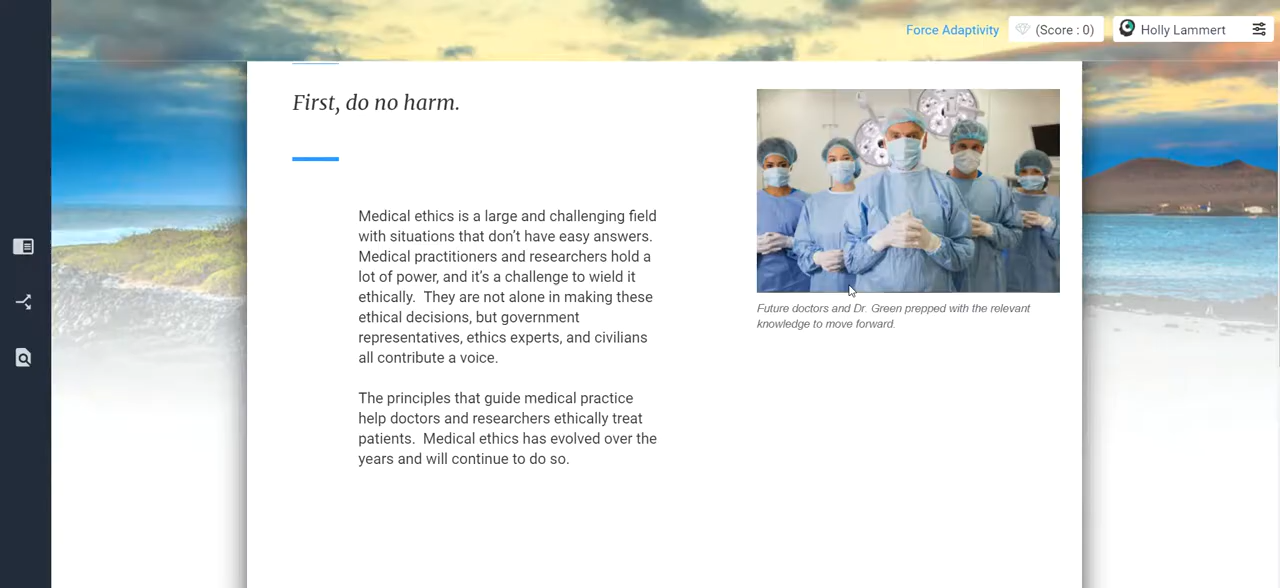 Force Adaptivity
(Score : 0)
Holly Lammert
First, do no harm.
Medical ethics is a large and challenging field
with situations that don't have easy answers.
Medical practitioners and researchers hold a
lot of power, and it's a challenge to wield it
ethically.  They are not alone in making these
ethical decisions, but government
representatives, ethics experts, and civilians
all contribute a voice.
The principles that guide medical practice
help doctors and researchers ethically treat
patients.  Medical ethics has evolved over the
years and will continue to do so.
Future doctors and Dr. Green prepped with the relevant
knowledge to move forward.